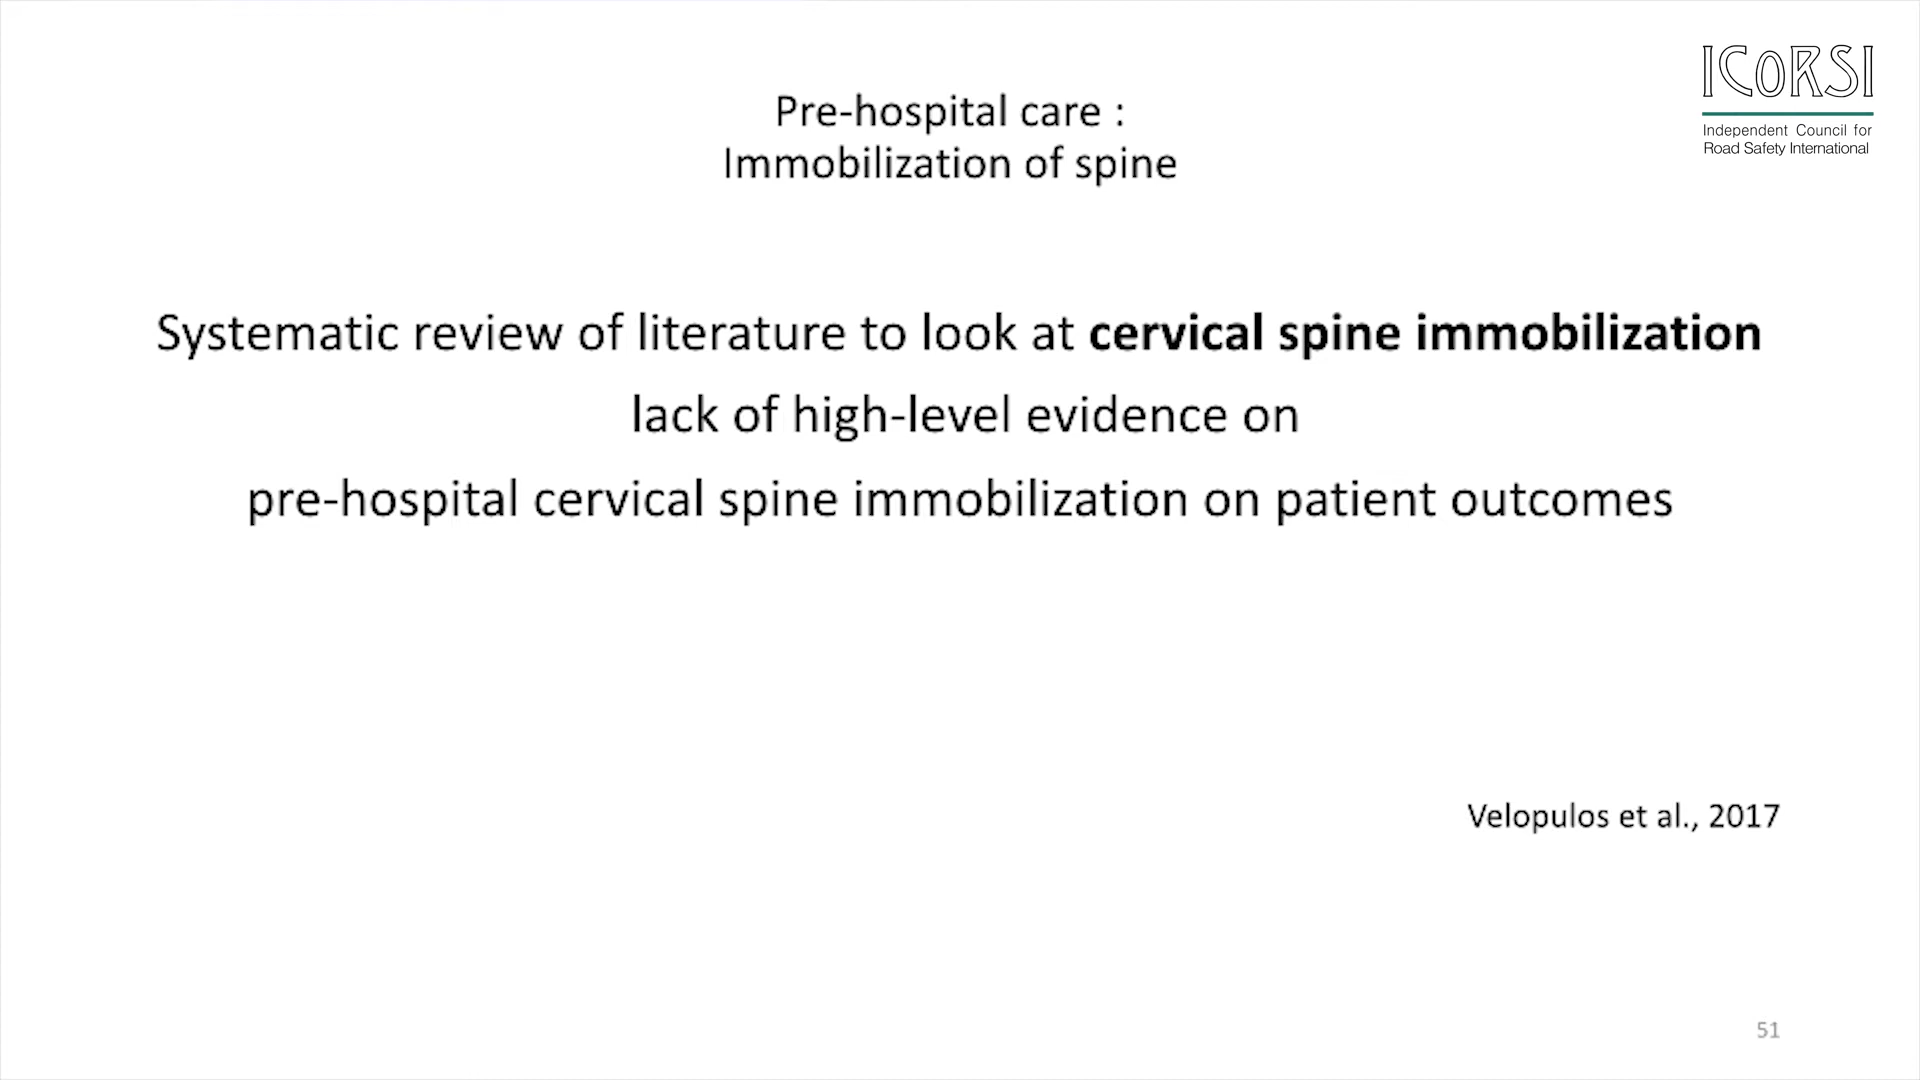 ICoRSI
Independent Council for
Road Safety International
Pre-hospital care :
Immobilization of spine
Systematic review of literature to look at cervical spine immobilization
lack of high-level evidence on
pre-hospital cervical spine immobilization on patient outcomes
Velopulos et al., 2017
51